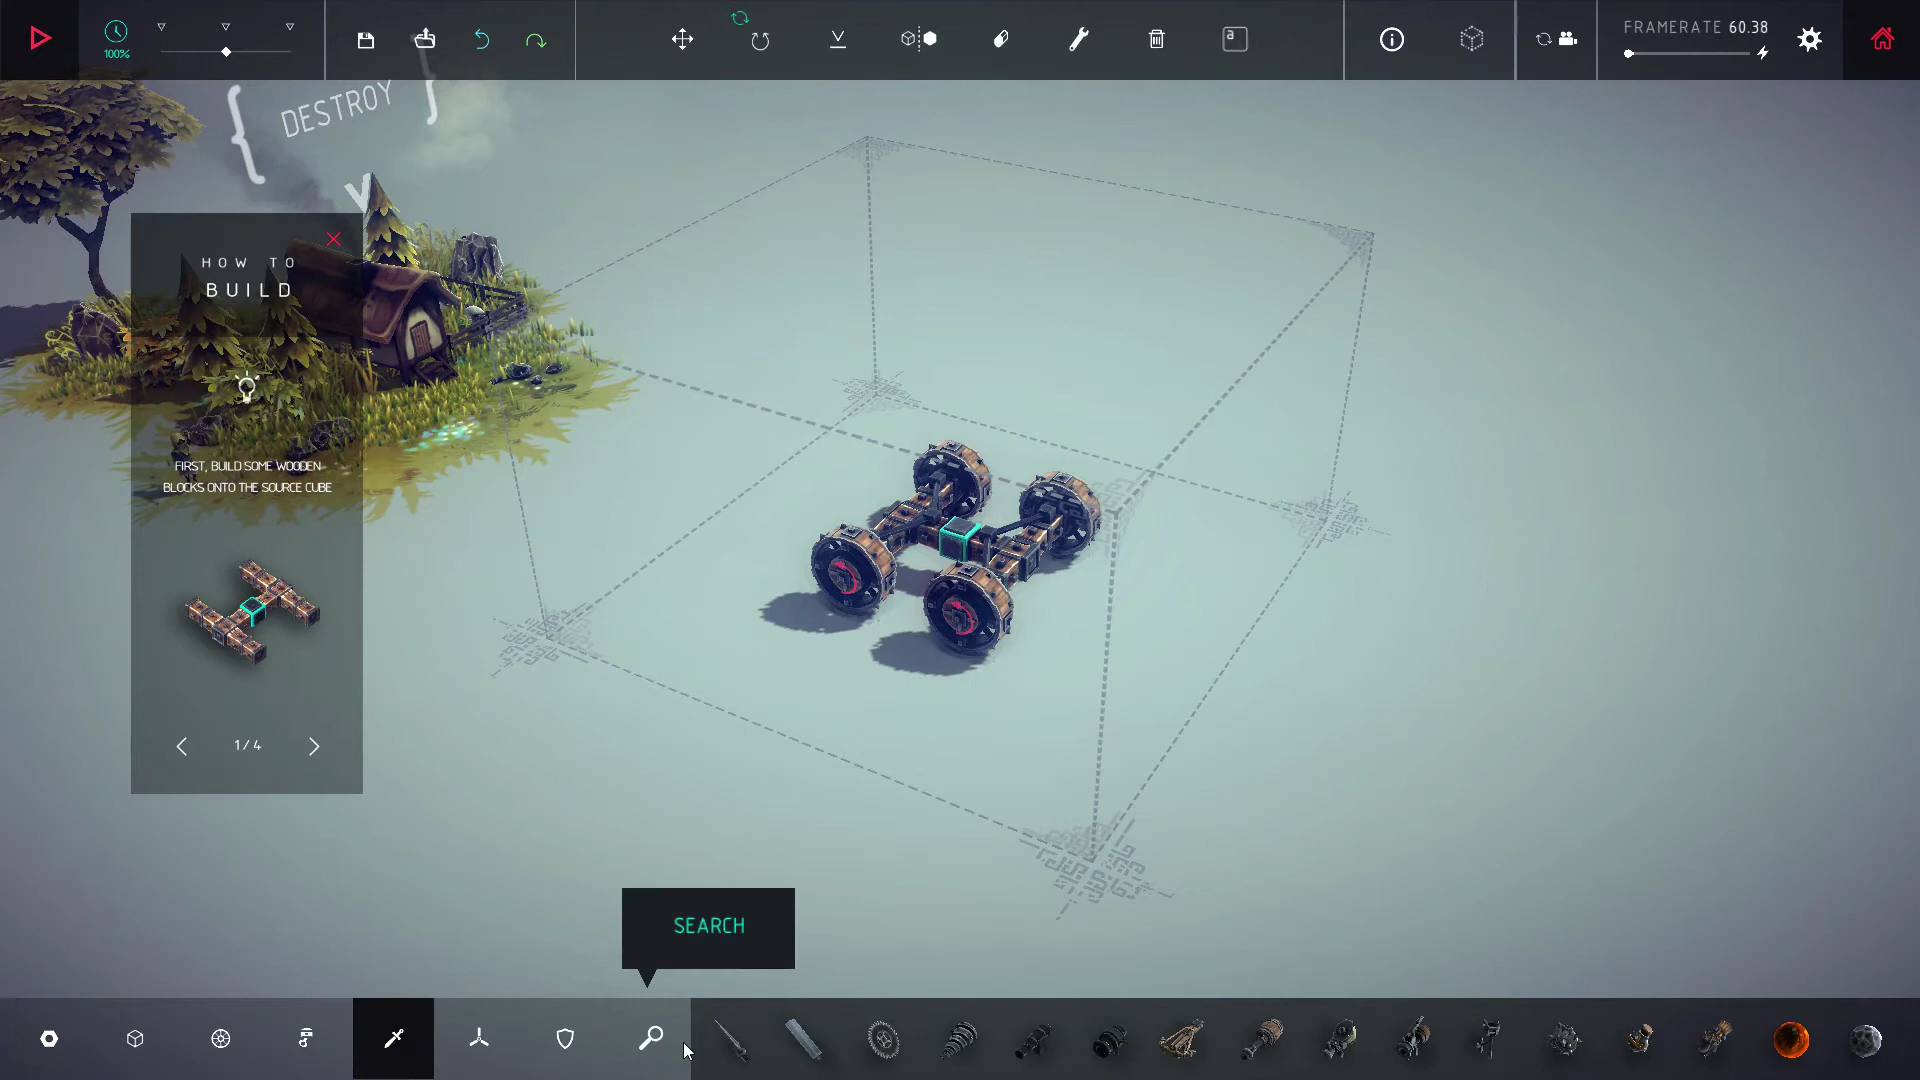 100%
FRAMERATE 60.38
a
{ DESTROY }
HOW TO
BUILD
FIRST, BUILD SOME WOODEN
BLOCKS ONTO THE SOURCE CUBE
1/4
SEARCH